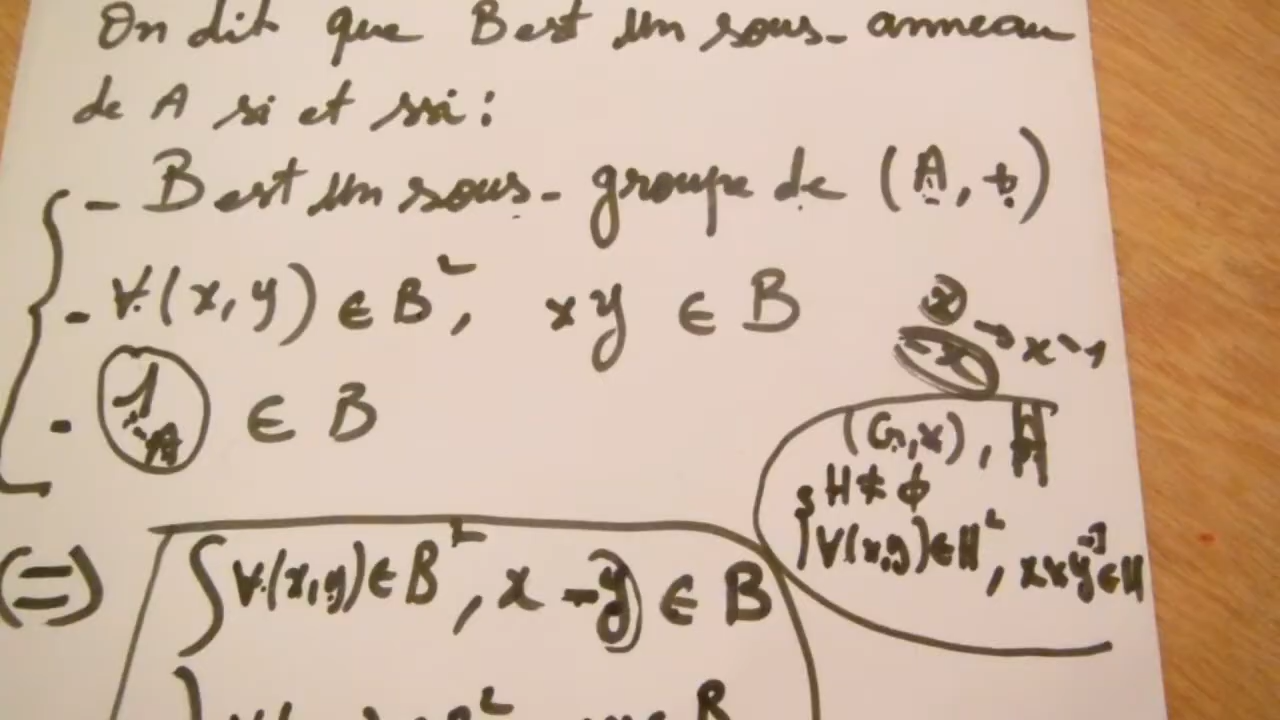 On dit que B est un sous-anneau
de A si et ssi :
- B est un sous-groupe de (A, +)
- ∀(x, y) ∈ B², xy ∈ B
- 1_A ∈ B
x
-x → x^-1
(G, x), H
{ H ≠ ∅
∀(x,y) ∈ H², x x y^-1 ∈ H
(=) { ∀(x,y) ∈ B², x - y ∈ B